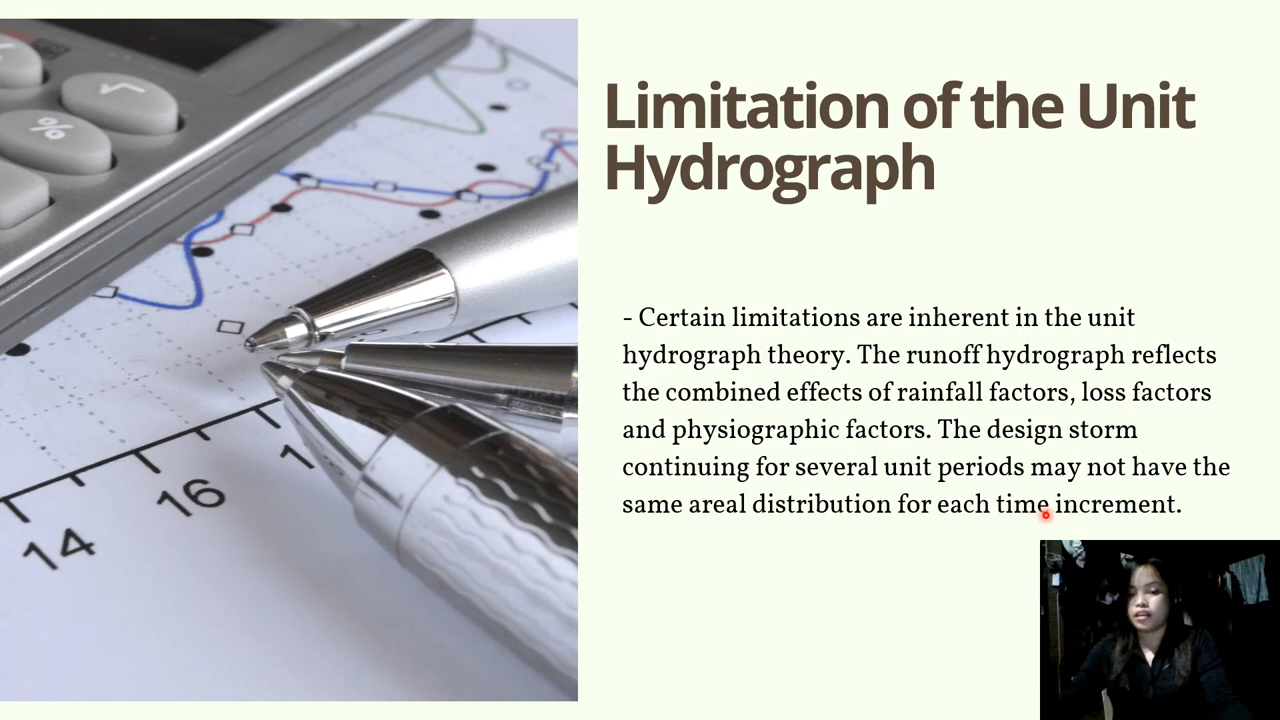 Limitation of the Unit
Hydrograph
- Certain limitations are inherent in the unit
hydrograph theory. The runoff hydrograph reflects
the combined effects of rainfall factors, loss factors
and physiographic factors. The design storm
continuing for several unit periods may not have the
same areal distribution for each time increment.
√
%
14
16